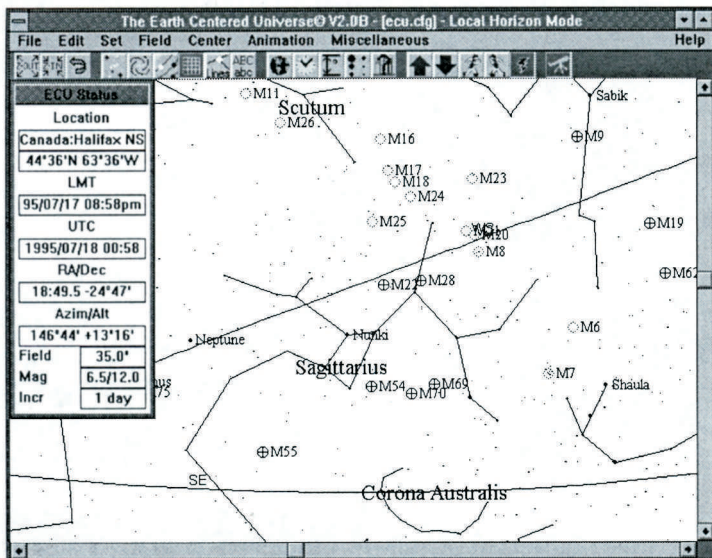 The Earth Centered Universe© V2.0B - [ecu.cfg] - Local Horizon Mode
File Edit Set Field Center Animation Miscellaneous Help
lines
ABC
abc
ECU Status
Location
Canada:Halifax NS
44°36'N 63°36'W
LMT
95/07/17 08:58pm
UTC
1995/07/18 00:58
RA/Dec
18:49.5 -24°47'
Azim/Alt
146°44' +13°16'
Field 35.0°
Mag 6.5/12.0
Incr 1 day
M11
Scutum
Sabik
M26
M16
M9
M17
M18
M23
M24
M25
M19
M20
M8
M62
M22
M28
M6
Neptune
Nunki
Sagittarius
M7
M54
M69
M70
Shaula
nus
75
M55
SE
Corona Australis